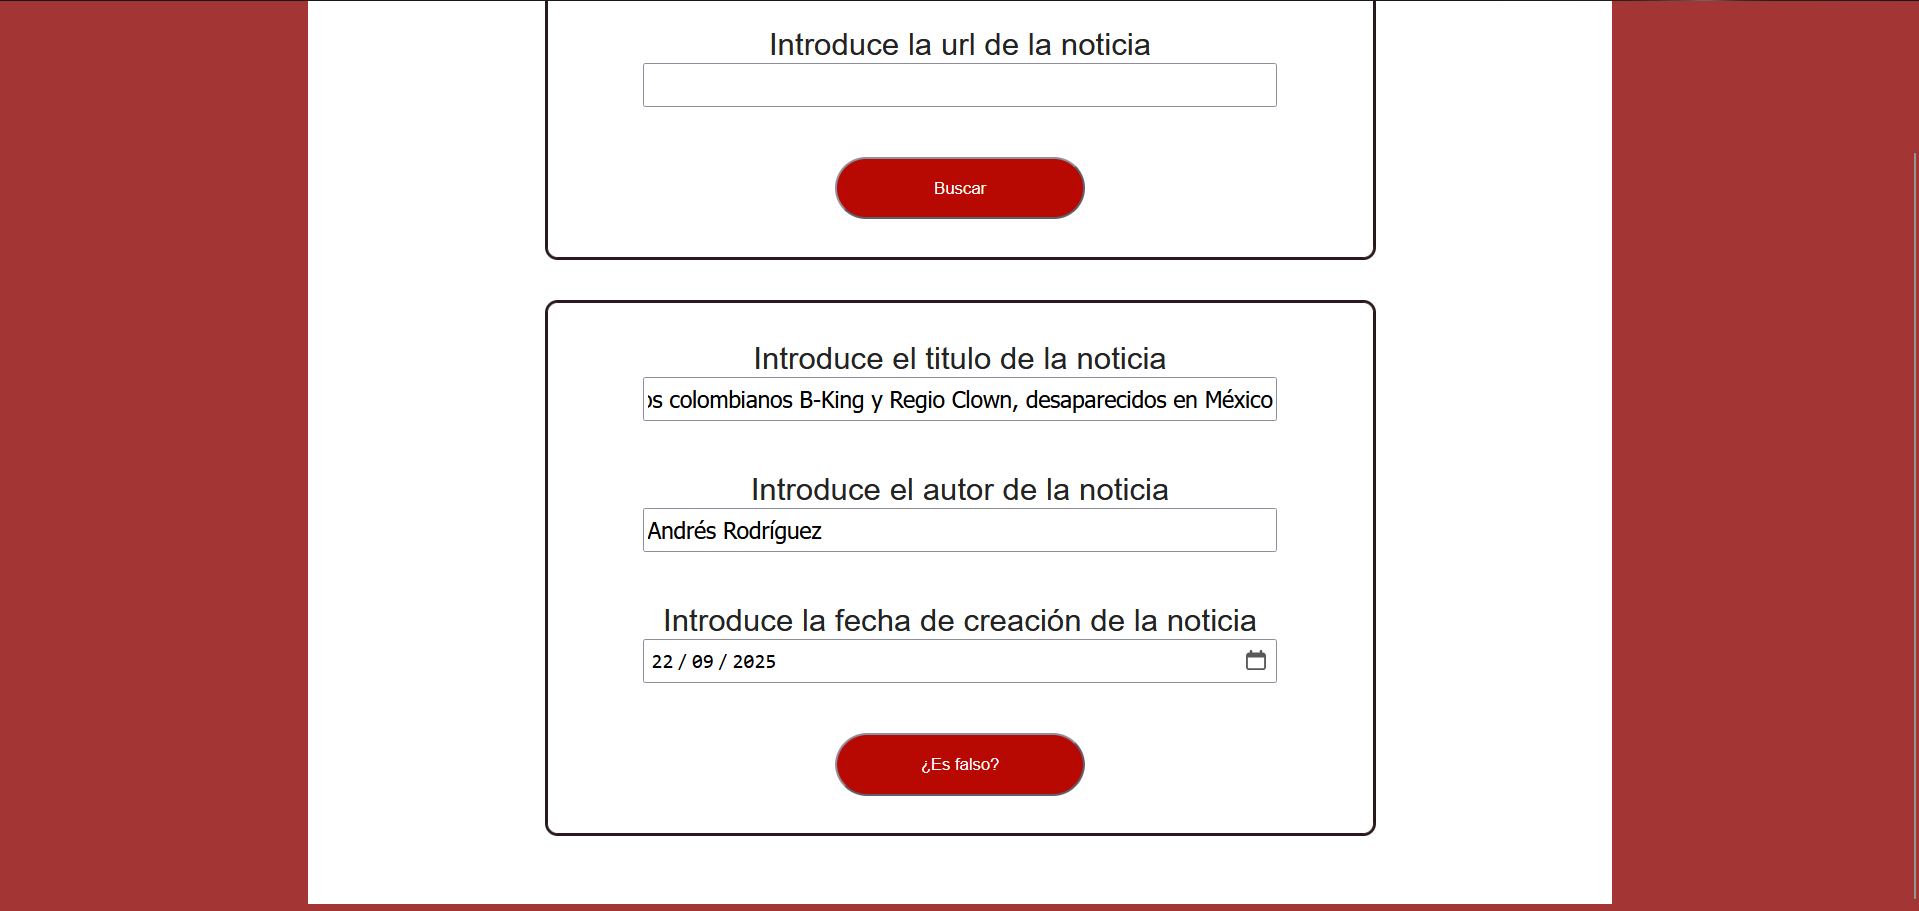 Introduce la url de la noticia
Buscar
Introduce el titulo de la noticia
colombianos B-King y Regio Clown, desaparecidos en México
Introduce el autor de la noticia
Andrés Rodríguez
Introduce la fecha de creación de la noticia
22/09/2025
¿Es falso?